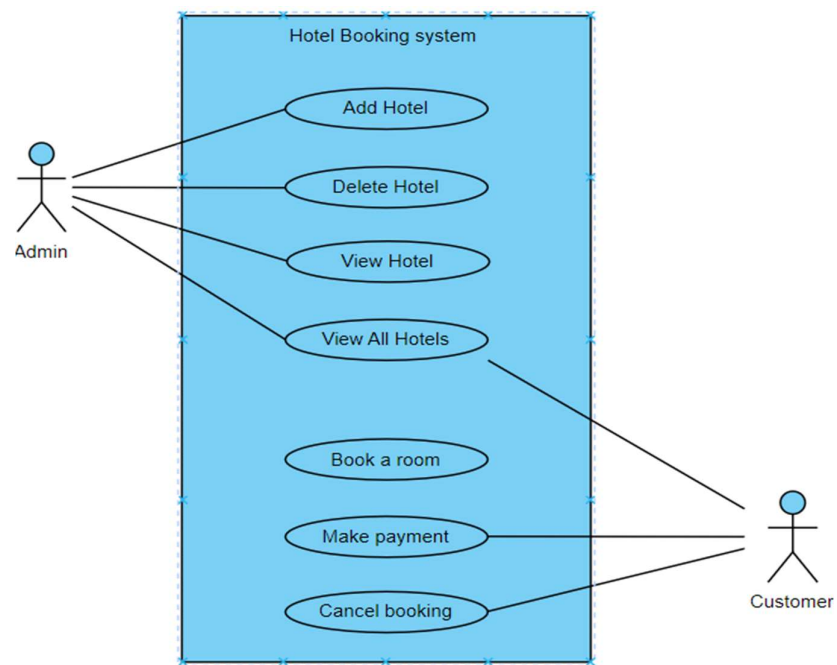 Hotel Booking system
Add Hotel
Delete Hotel
Admin
View Hotel
View All Hotels
Book a room
Make payment
Cancel booking
Customer